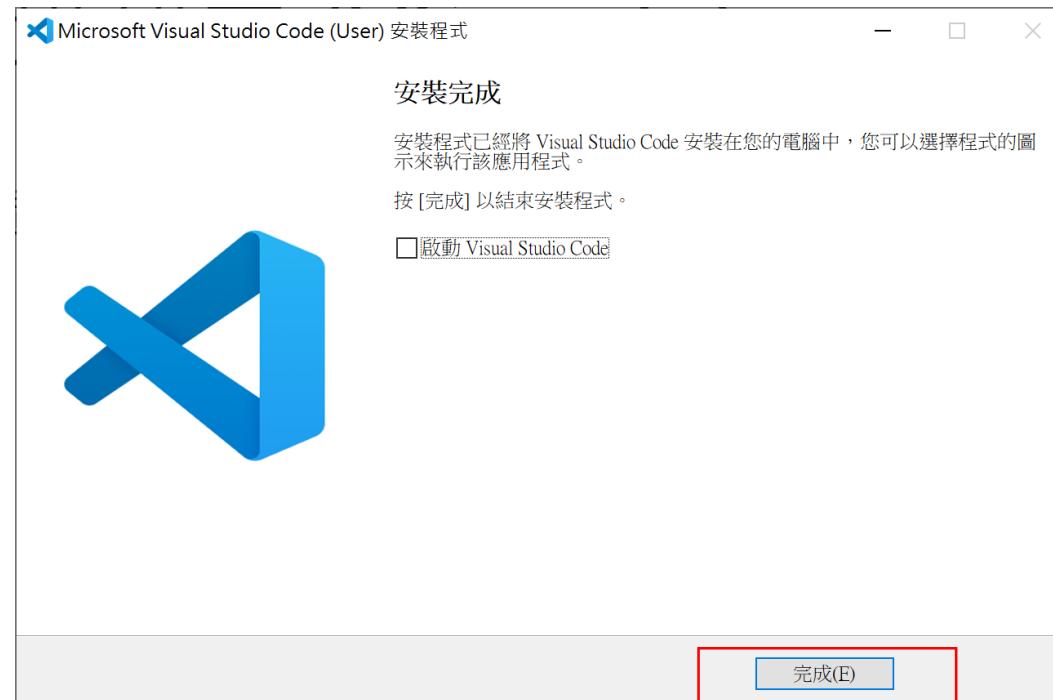 Microsoft Visual Studio Code (User) 安裝程式
安裝完成
安裝程式已經將 Visual Studio Code 安裝在您的電腦中，您可以選擇程式的圖
示來執行該應用程式。
按 [完成] 以結束安裝程式。
啟動 Visual Studio Code
完成(E)